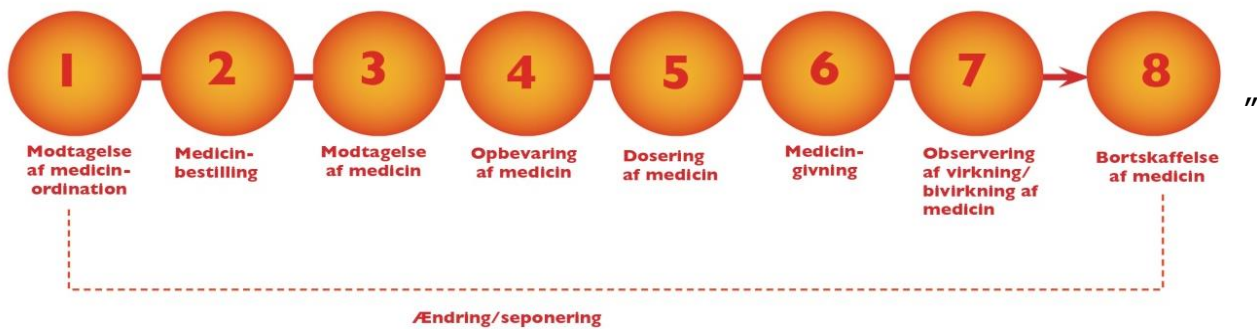 1
2
3
4
5
6
7
8
"
Modtagelse
af medicin-
ordination
Medicin-
bestilling
Modtagelse
af medicin
Opbevaring
af medicin
Dosering
af medicin
Medicin-
givning
Observering
af virkning/
bivirkning af
medicin
Bortskaffelse
af medicin
Ændring/seponering